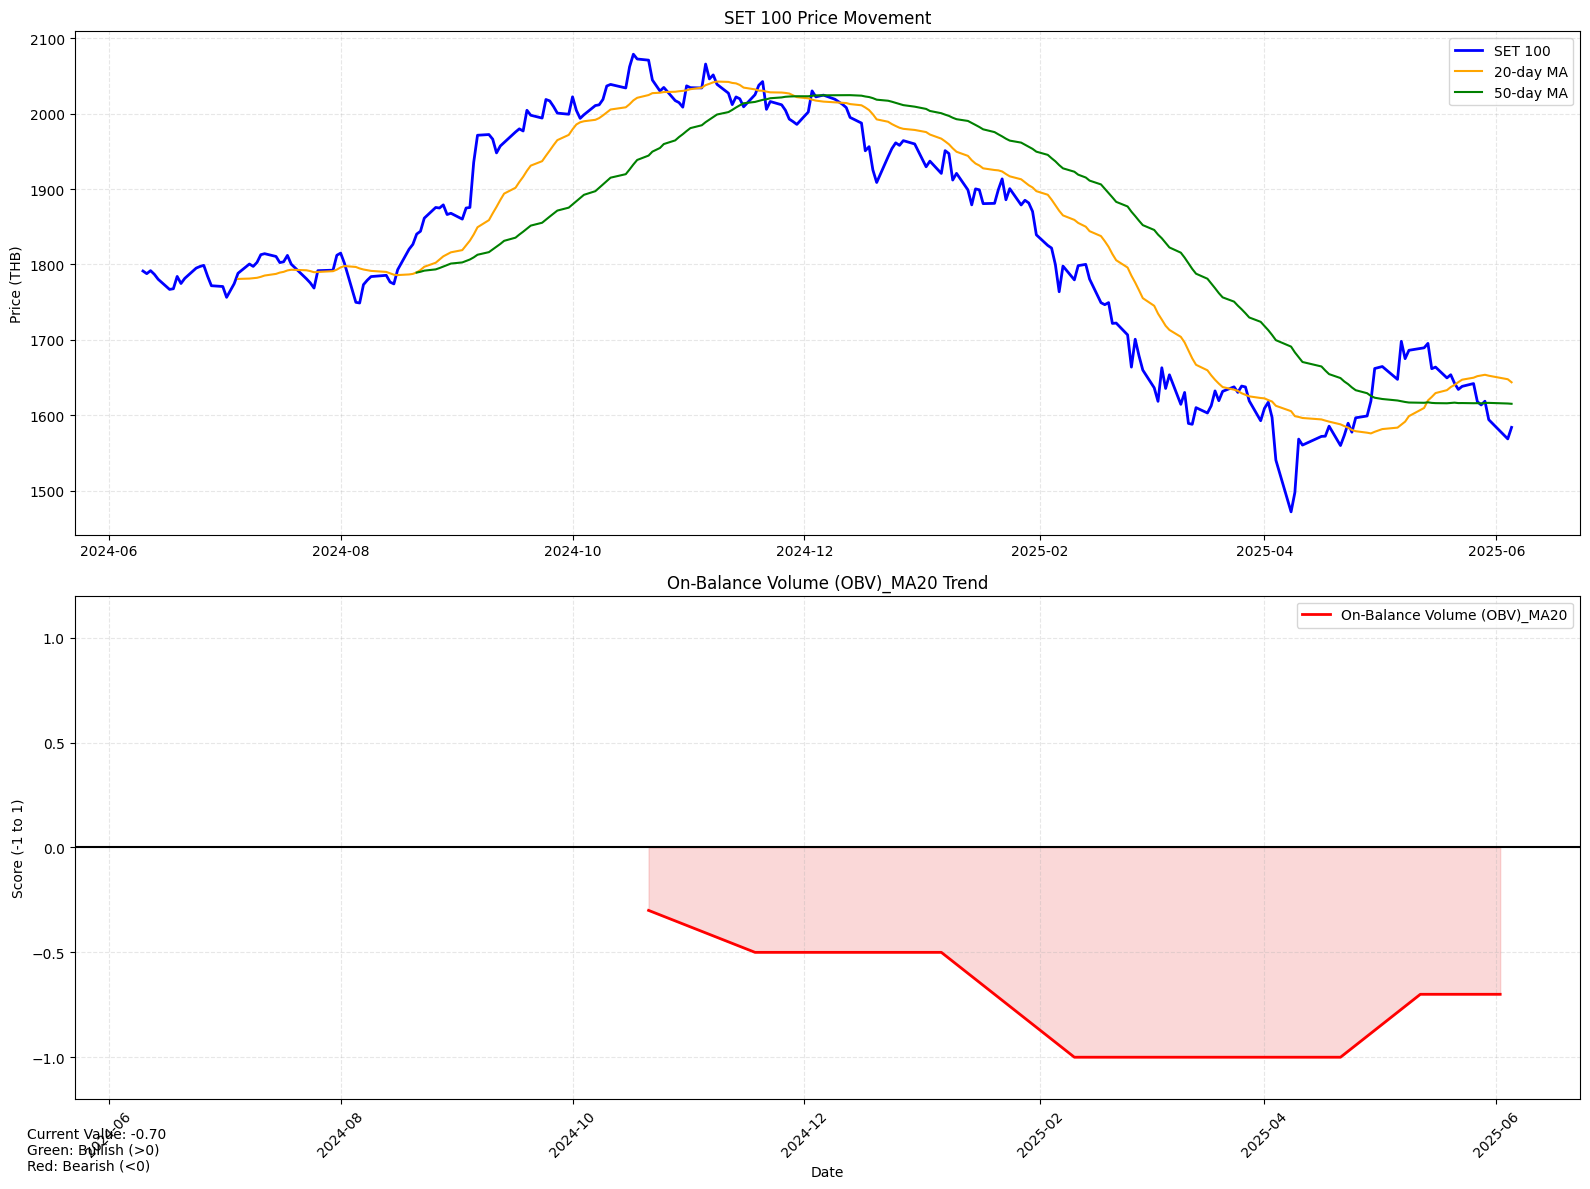 SET 100 Price Movement
Price (THB)
2100
2000
1900
1800
1700
1600
1500
SET 100
20-day MA
50-day MA
2024-06
2024-08
2024-10
2024-12
2025-02
2025-04
2025-06
On-Balance Volume (OBV)_MA20 Trend
Score (-1 to 1)
1.0
0.5
0.0
−0.5
−1.0
On-Balance Volume (OBV)_MA20
2024-06
2024-08
2024-10
2024-12
2025-02
2025-04
2025-06
Date
Current Value: -0.70
Green: Bullish (>0)
Red: Bearish (<0)